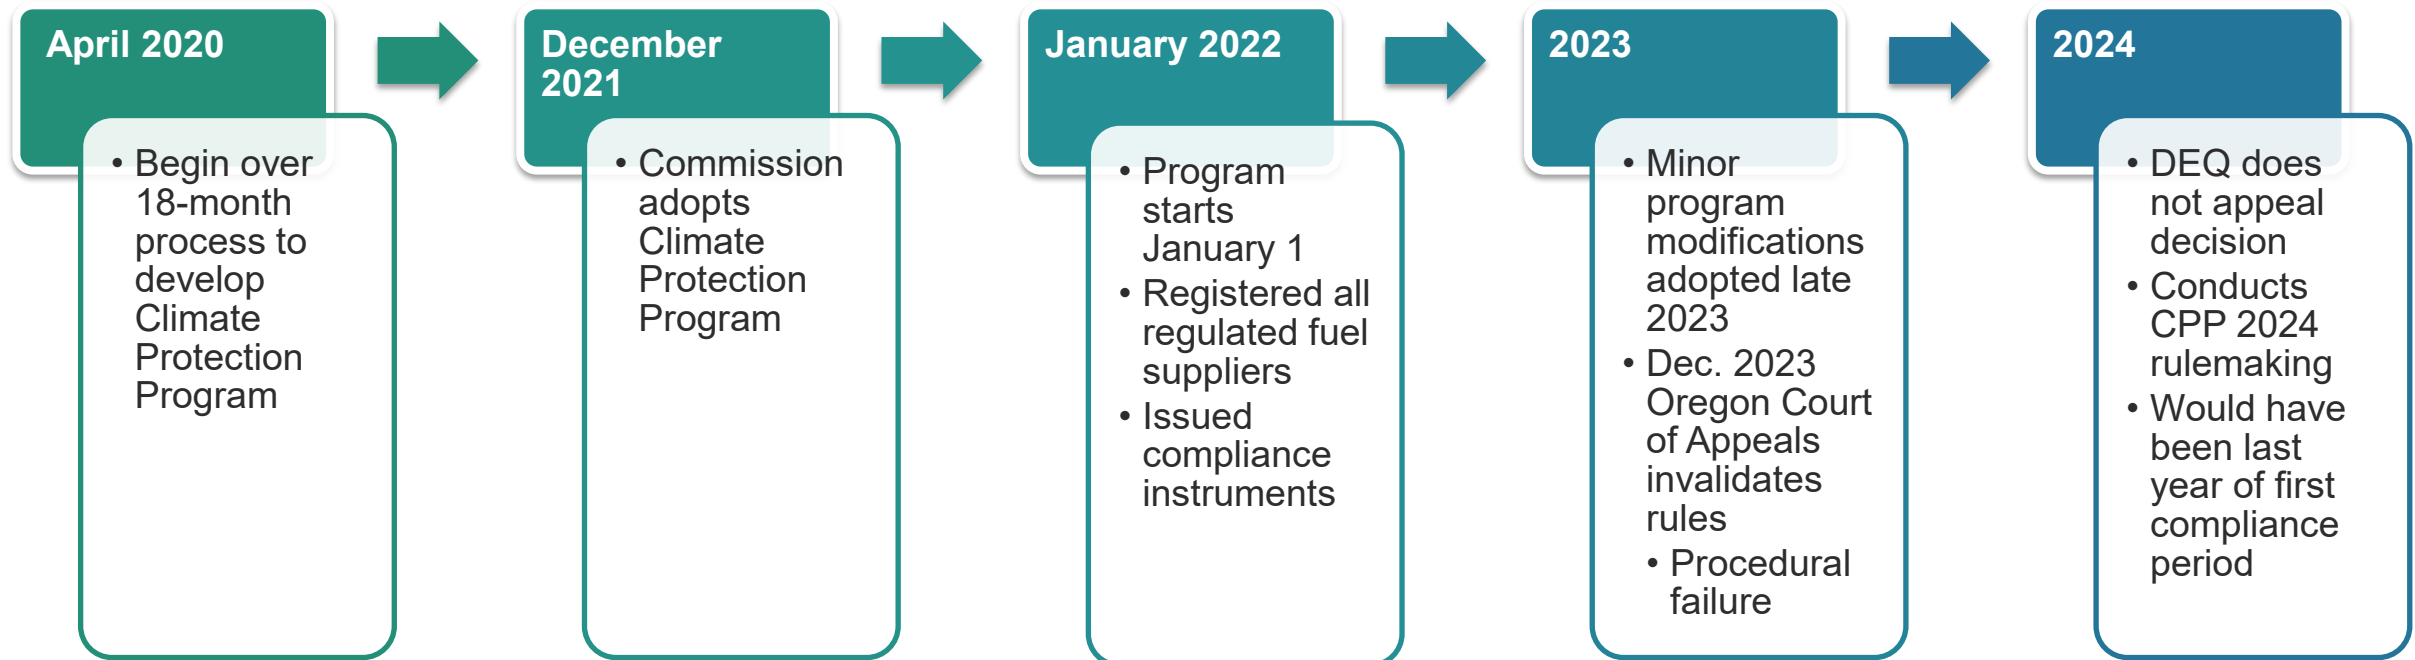 April 2020
• Begin over
18-month
process to
develop
Climate
Protection
Program
December
2021
• Commission
adopts
Climate
Protection
Program
January 2022
• Program
starts
January 1
• Registered all
regulated fuel
suppliers
• Issued
compliance
instruments
2023
• Minor
program
modifications
adopted late
2023
• Dec. 2023
Oregon Court
of Appeals
invalidates
rules
• Procedural
failure
2024
• DEQ does
not appeal
decision
• Conducts
CPP 2024
rulemaking
• Would have
been last
year of first
compliance
period